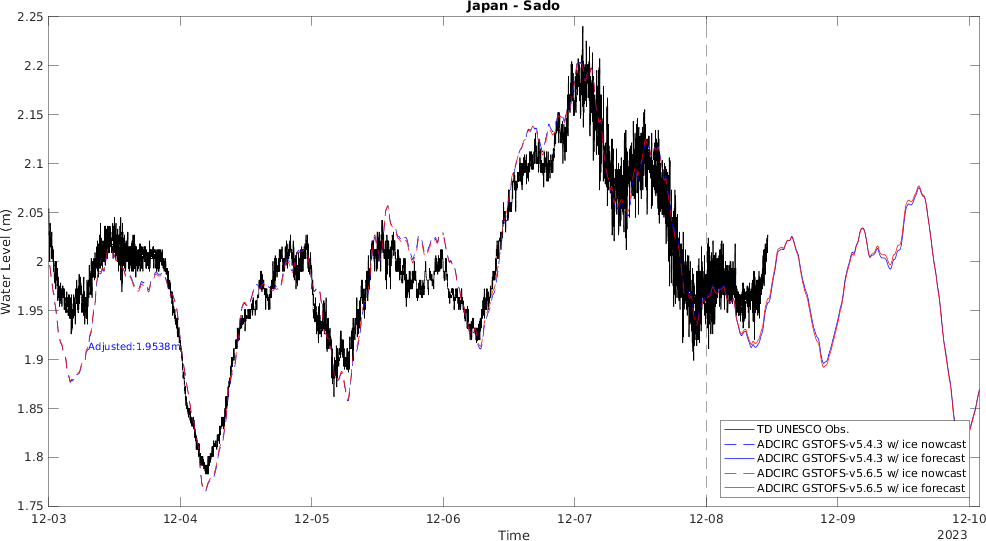 Japan - Sado
2.25
2.2
2.15
2.1
2.05
2
1.95
1.9
1.85
1.8
1.75
Water Level (m)
Adjusted:1.9538m
TD UNESCO Obs.
ADCIRC GSTOFS-v5.4.3 w/ ice nowcast
ADCIRC GSTOFS-v5.4.3 w/ ice forecast
ADCIRC GSTOFS-v5.6.5 w/ ice nowcast
ADCIRC GSTOFS-v5.6.5 w/ ice forecast
12-03 12-04 12-05 12-06 12-07 12-08 12-09 12-10
Time
2023